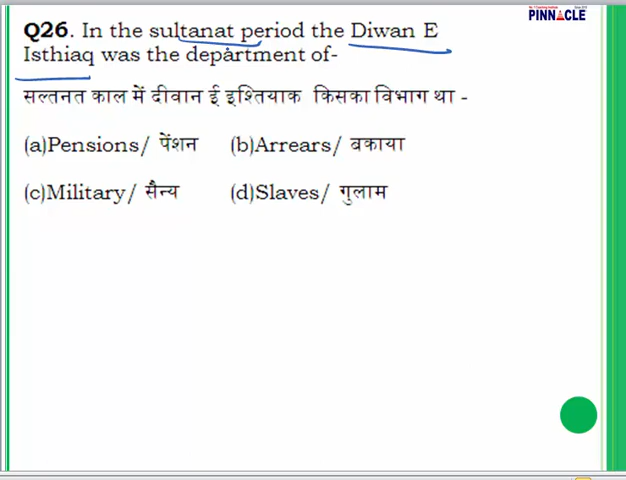 PINNACLE
Q26. In the sultanat period the Diwan E
Isthiaq was the department of-
सल्तनत काल में दीवान ई इश्तियाक किसका विभाग था -
(a)Pensions/ पेंशन (b)Arrears/ बकाया
(c)Military/ सैन्य (d)Slaves/ गुलाम